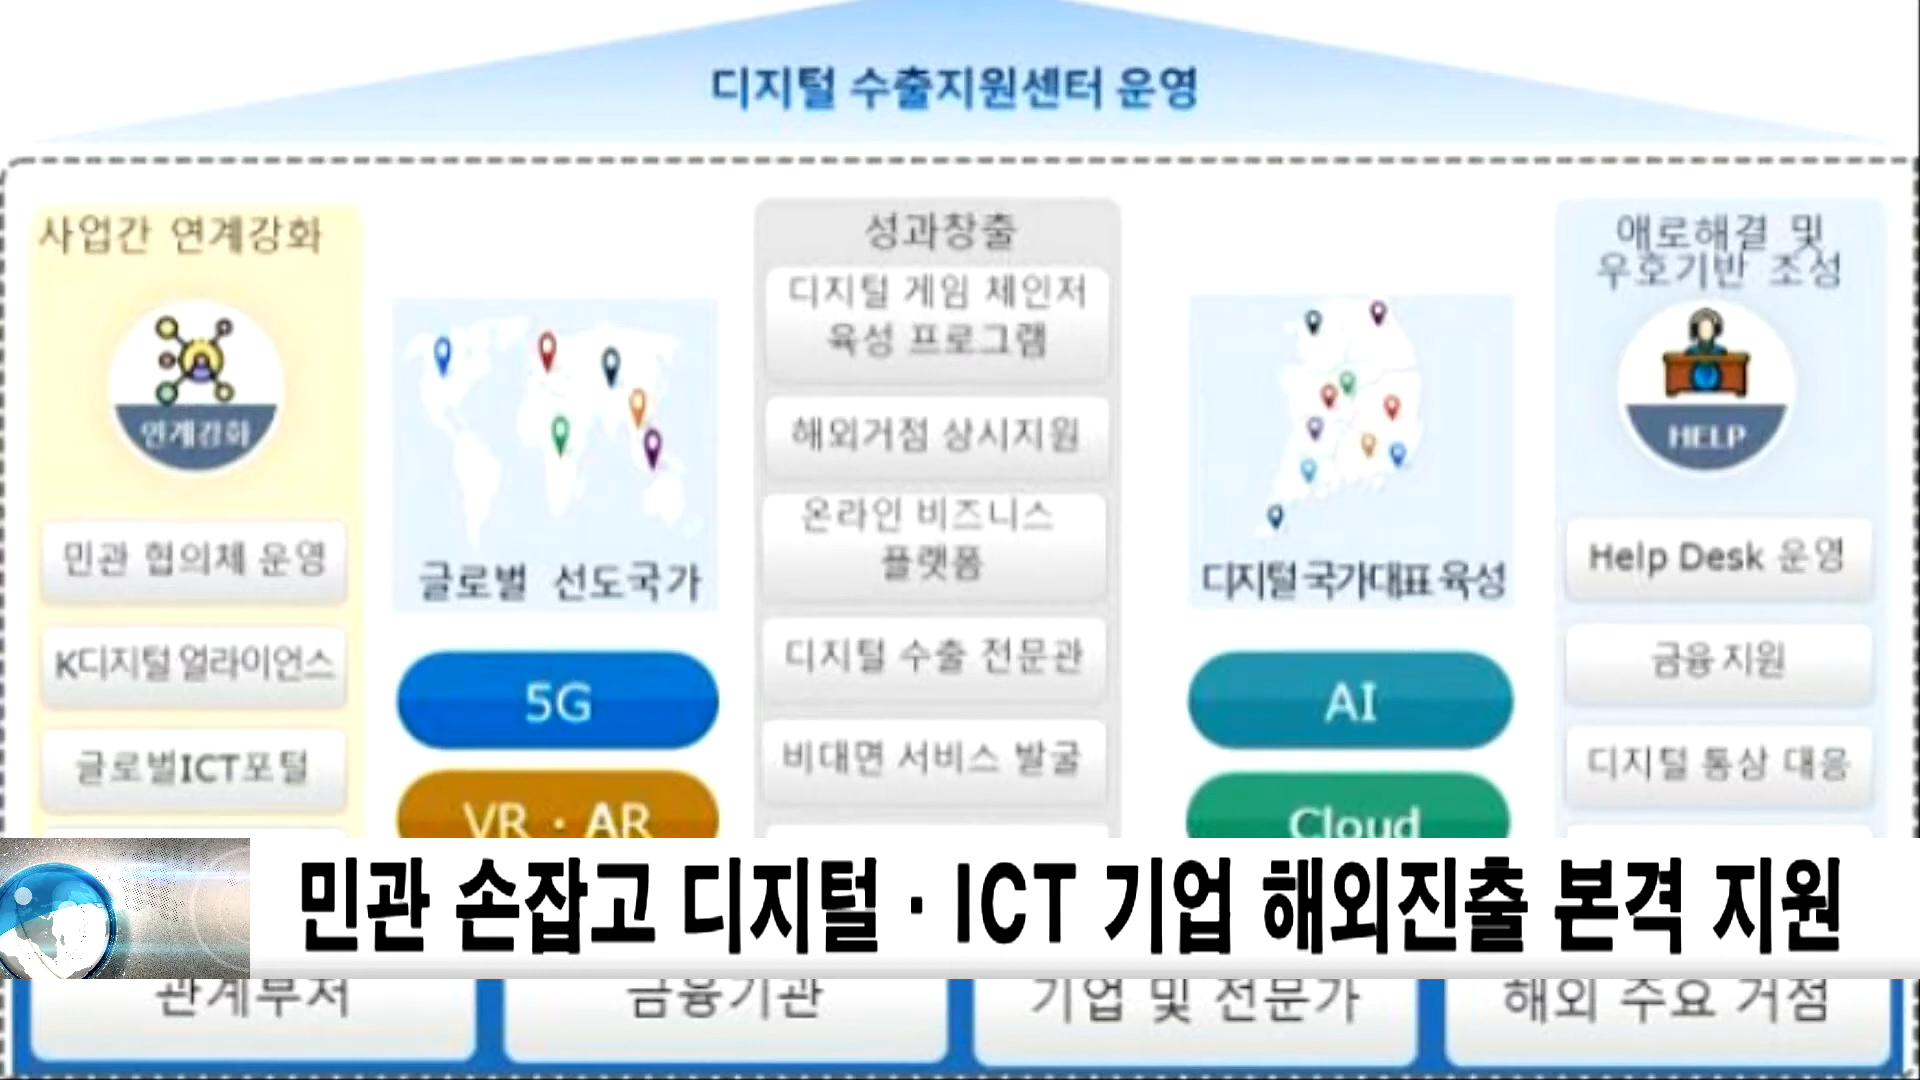 디지털 수출지원센터 운영
사업간 연계강화
연계강화
민관 협의체 운영
K디지털 얼라이언스
글로벌ICT포털
글로벌 선도국가
5G
VR · AR
성과창출
디지털 게임 체인저
육성 프로그램
해외거점 상시지원
온라인 비즈니스
플랫폼
디지털 수출 전문관
비대면 서비스 발굴
디지털 국가대표 육성
AI
Cloud
애로해결 및
우호기반 조성
HELP
Help Desk 운영
금융 지원
디지털 통상 대응
민관 손잡고 디지털 · ICT 기업 해외진출 본격 지원
관계부처
금융기관
기업 및 전문가
해외 주요 거점